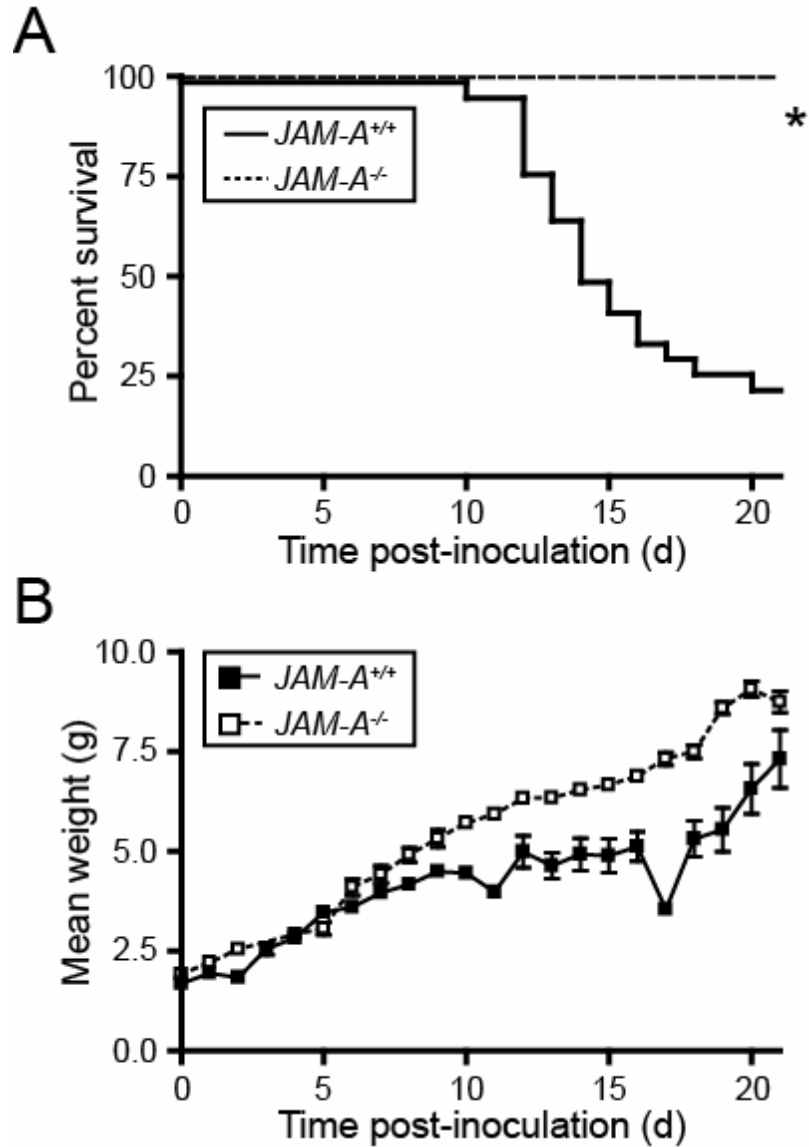 A
100
75
50
25
0
Percent survival
JAM-A+/+
JAM-A-/-
*
0 5 10 15 20
Time post-inoculation (d)
B
10.0
7.5
5.0
2.5
0.0
Mean weight (g)
JAM-A+/+
JAM-A-/-
0 5 10 15 20
Time post-inoculation (d)